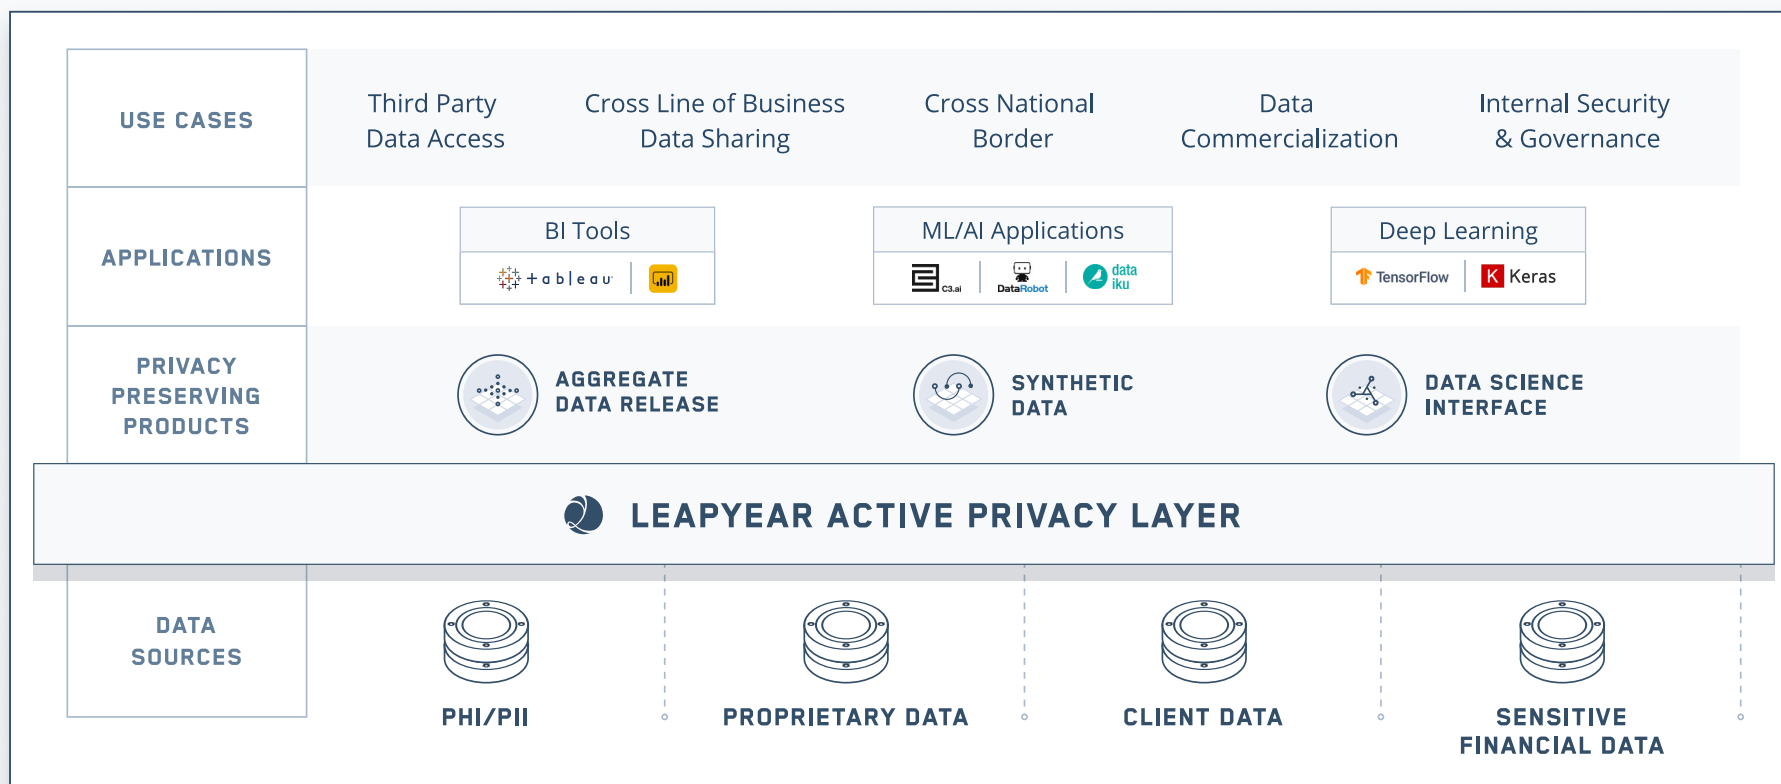 USE CASES
Third Party
Data Access
Cross Line of Business
Data Sharing
Cross National
Border
Data
Commercialization
Internal Security
& Governance
APPLICATIONS
BI Tools
+ableau
ML/AI Applications
C3.ai
DataRobot
data
iku
Deep Learning
TensorFlow
K Keras
PRIVACY
PRESERVING
PRODUCTS
AGGREGATE
DATA RELEASE
SYNTHETIC
DATA
DATA SCIENCE
INTERFACE
LEAPYEAR ACTIVE PRIVACY LAYER
DATA
SOURCES
PHI/PII
PROPRIETARY DATA
CLIENT DATA
SENSITIVE
FINANCIAL DATA